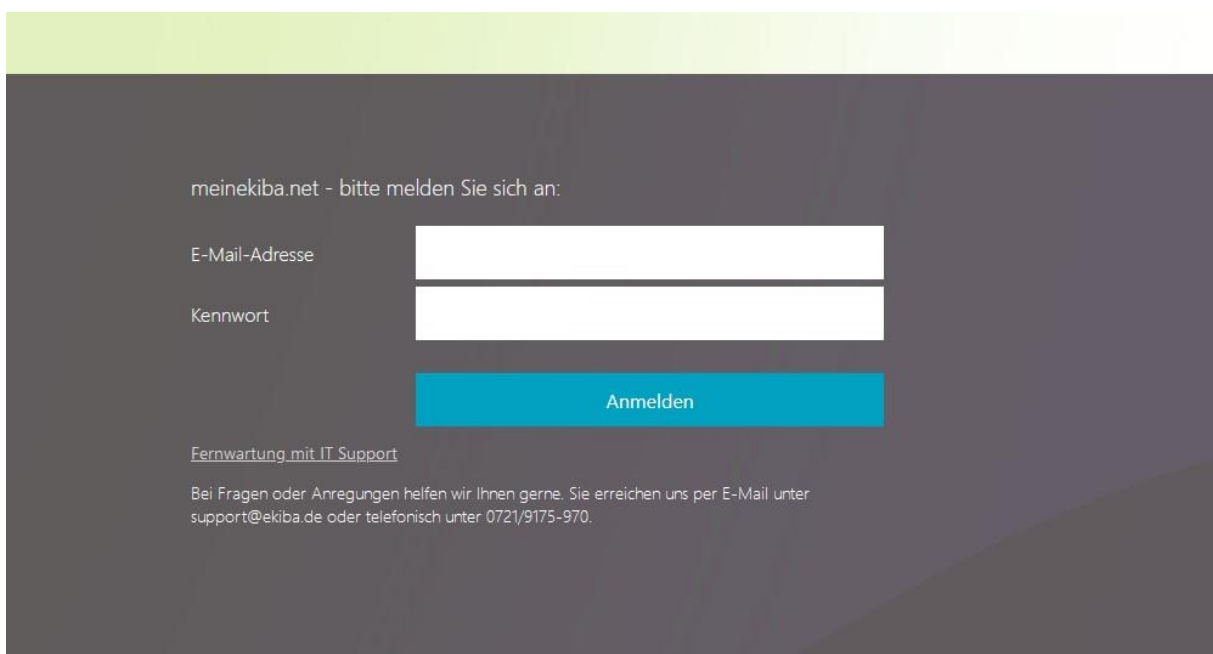 meinekiba.net - bitte melden Sie sich an:
E-Mail-Adresse
Kennwort
Anmelden
Fernwartung mit IT Support
Bei Fragen oder Anregungen helfen wir Ihnen gerne. Sie erreichen uns per E-Mail unter
support@ekiba.de oder telefonisch unter 0721/9175-970.